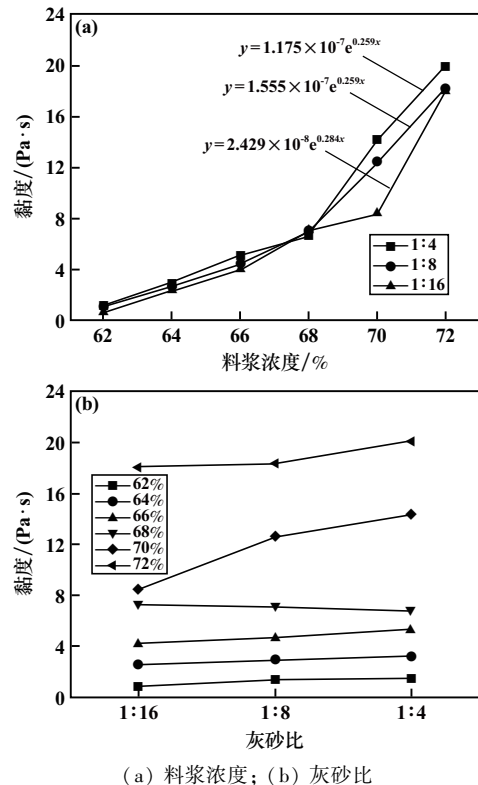 (a)
y=1.175×10⁻⁷e^0.259x
y=1.555×10⁻⁷e^0.259x
y=2.429×10⁻⁸e^0.284x
黏度/(Pa·s)
24
20
16
12
8
4
0
1∶4
1∶8
1∶16
62 64 66 68 70 72
料浆浓度/%
(b)
黏度/(Pa·s)
24
20
16
12
8
4
0
62%
64%
66%
68%
70%
72%
1∶16 1∶8 1∶4
灰砂比
(a) 料浆浓度; (b) 灰砂比